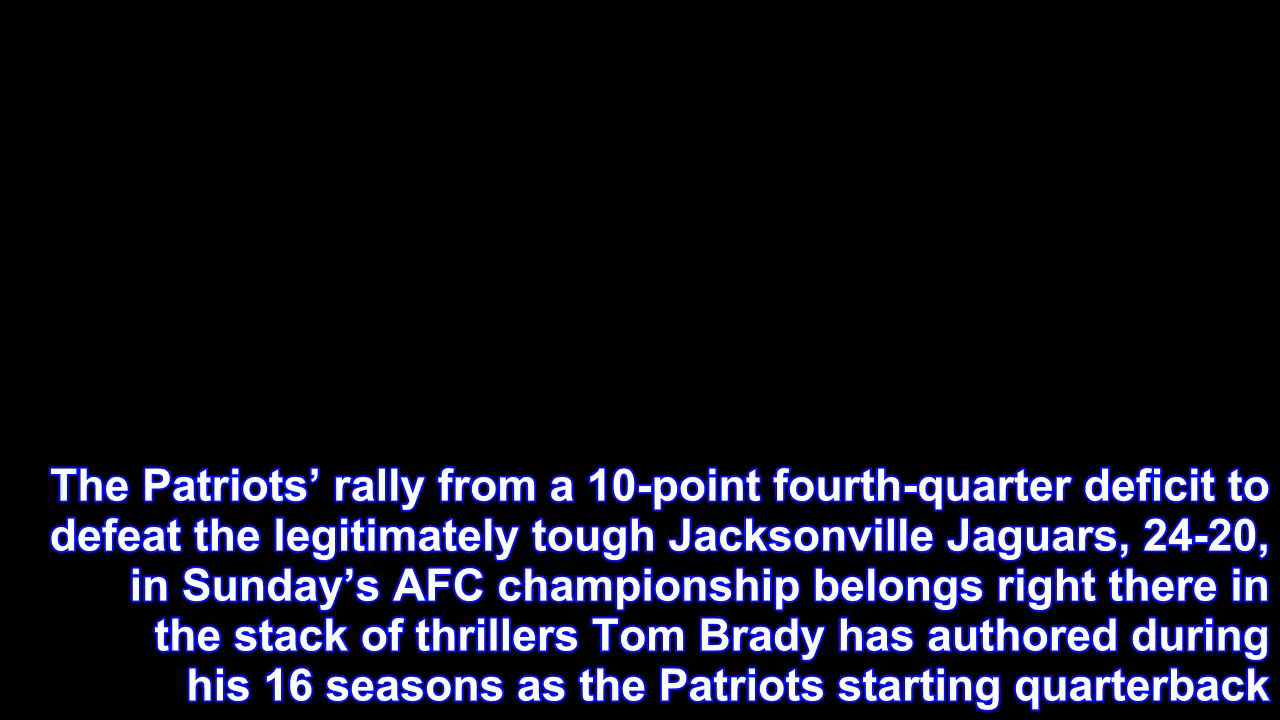 The Patriots’ rally from a 10-point fourth-quarter deficit to
defeat the legitimately tough Jacksonville Jaguars, 24-20,
in Sunday’s AFC championship belongs right there in
the stack of thrillers Tom Brady has authored during
his 16 seasons as the Patriots starting quarterback